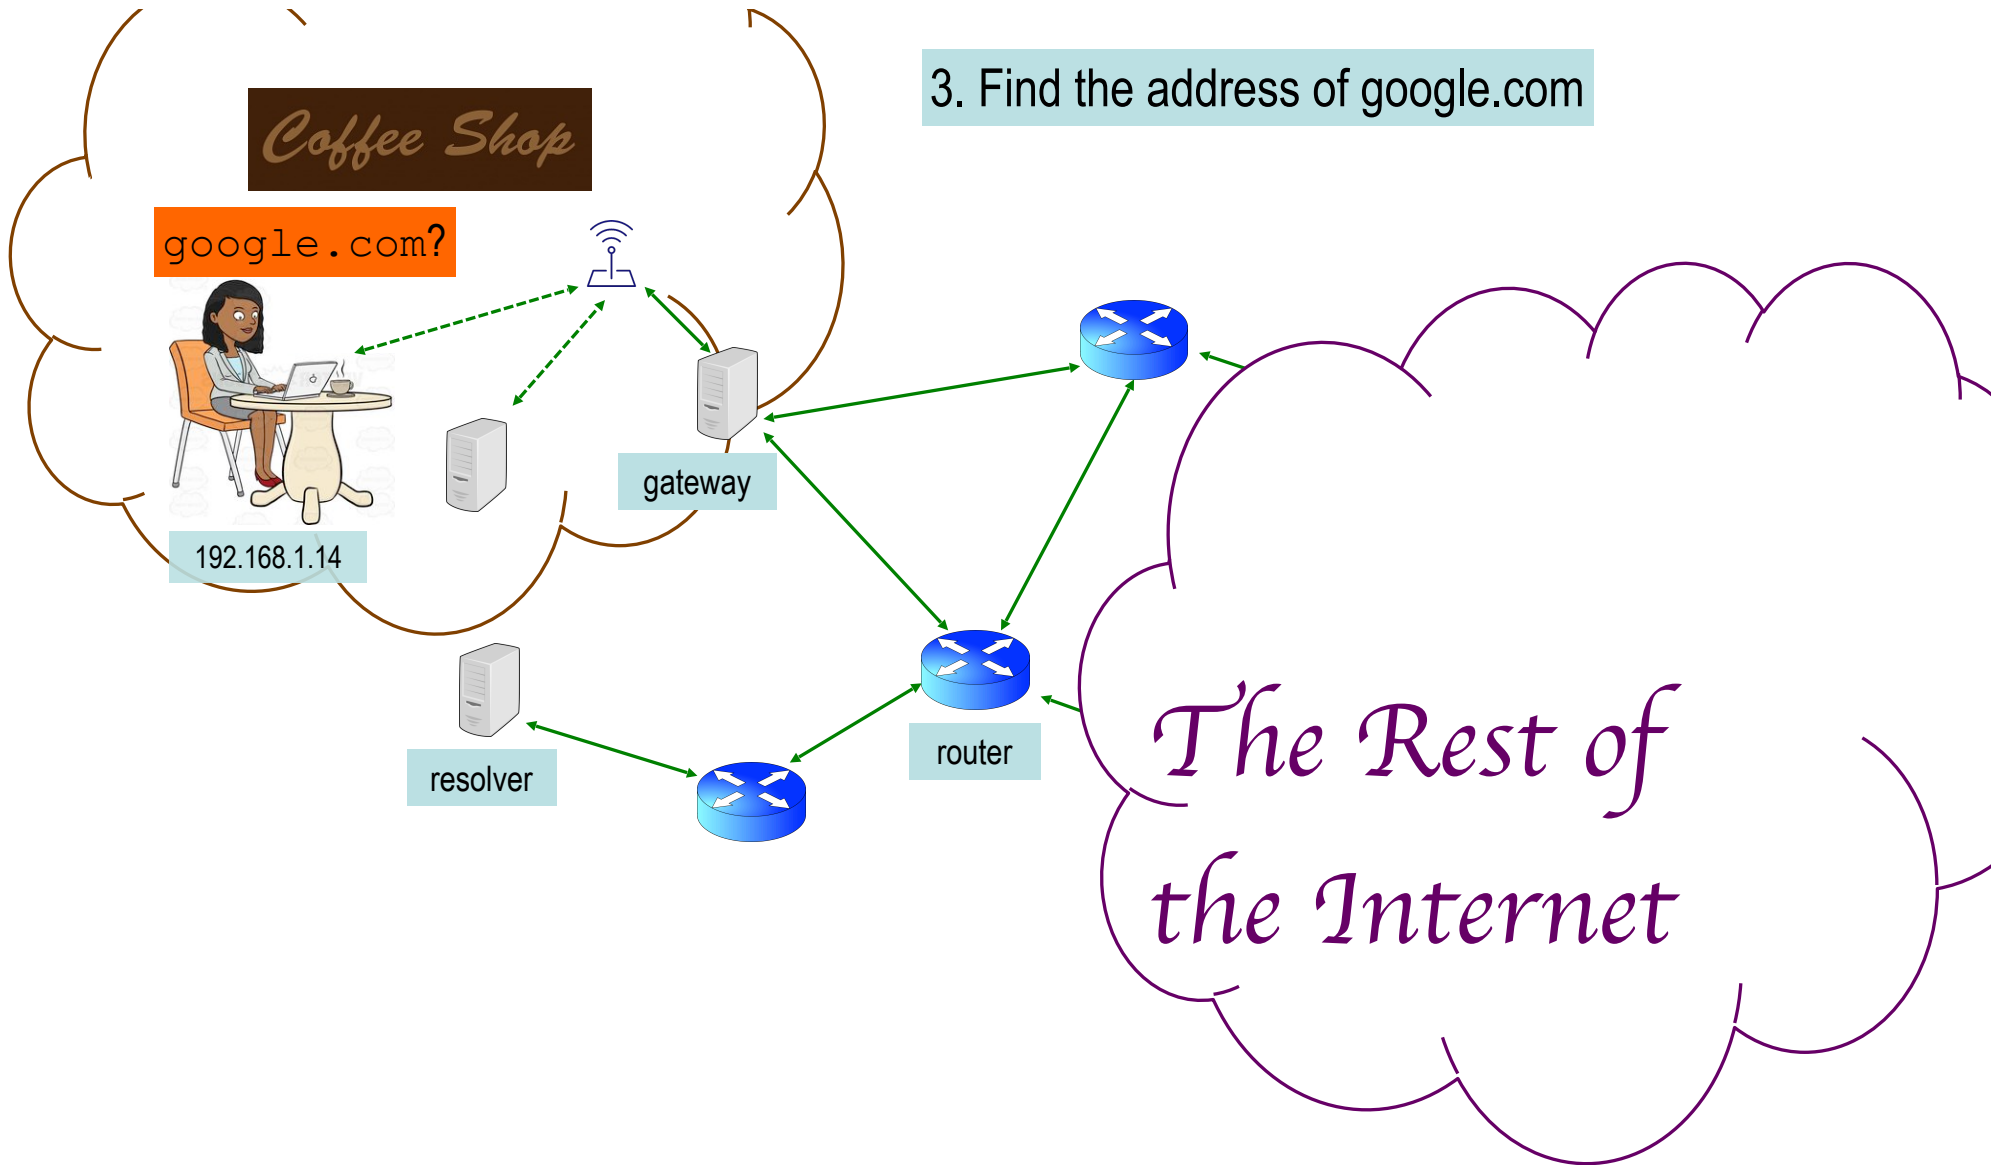 3. Find the address of google.com
Coffee Shop
google.com?
gateway
192.168.1.14
router
resolver
The Rest of
the Internet